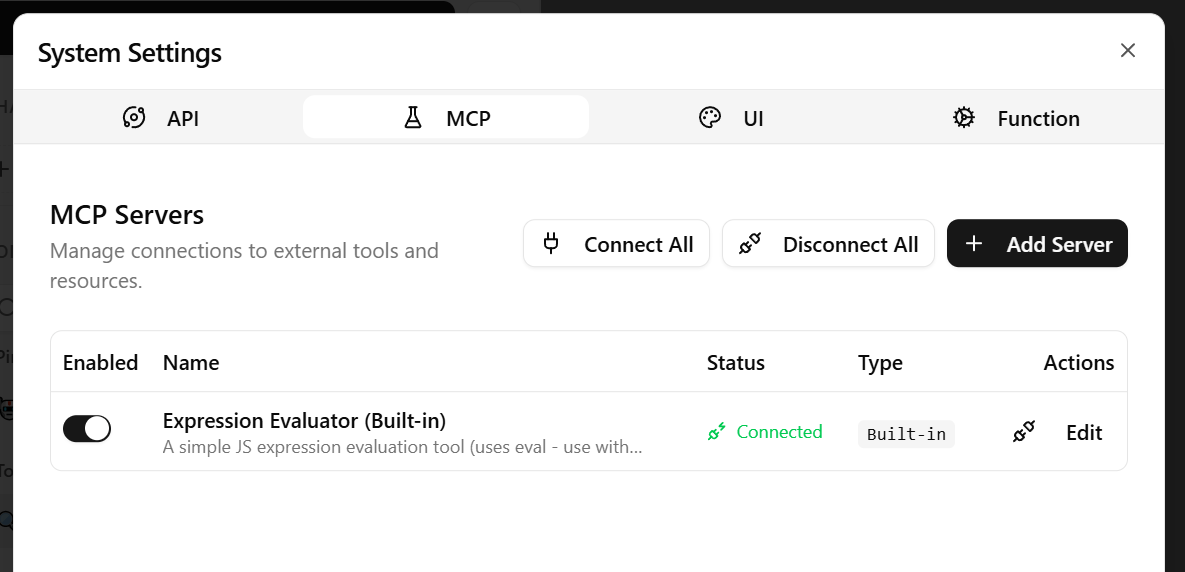 System Settings
API
MCP
UI
Function
MCP Servers
Manage connections to external tools and
resources.
Connect All
Disconnect All
Add Server
Enabled
Name
Status
Type
Actions
Expression Evaluator (Built-in)
A simple JS expression evaluation tool (uses eval - use with...
Connected
Built-in
Edit